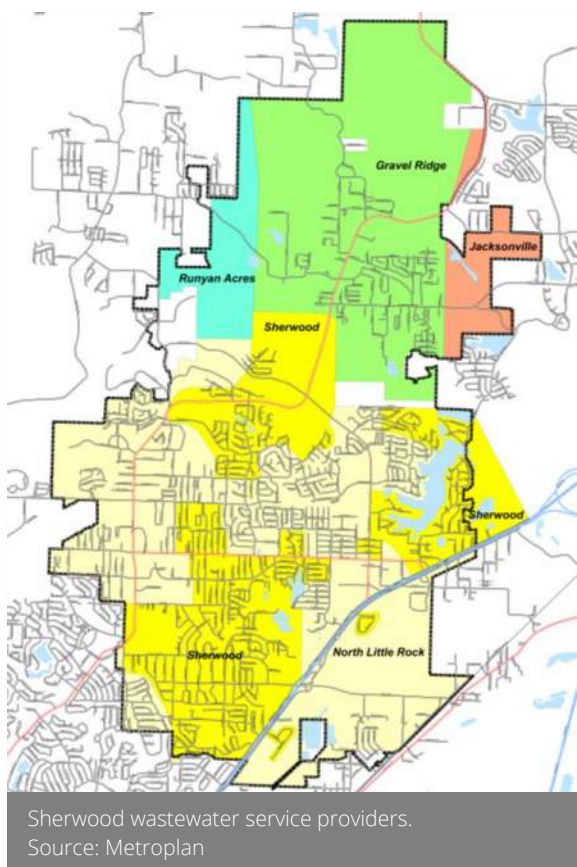 Gravel Ridge
Jacksonville
Runyan Acres
Sherwood
Sherwood
North Little Rock
Sherwood
Sherwood wastewater service providers.
Source: Metroplan